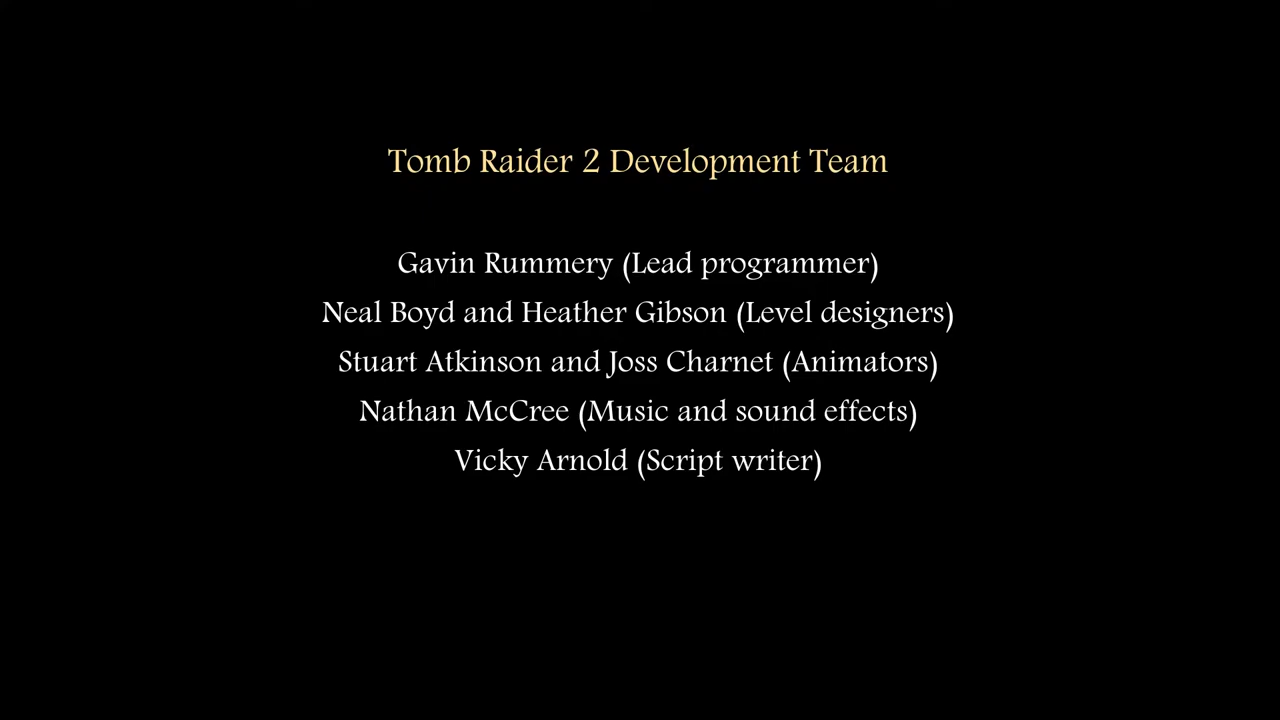 Tomb Raider 2 Development Team
Gavin Rummery (Lead programmer)
Neal Boyd and Heather Gibson (Level designers)
Stuart Atkinson and Joss Charnet (Animators)
Nathan McCree (Music and sound effects)
Vicky Arnold (Script writer)